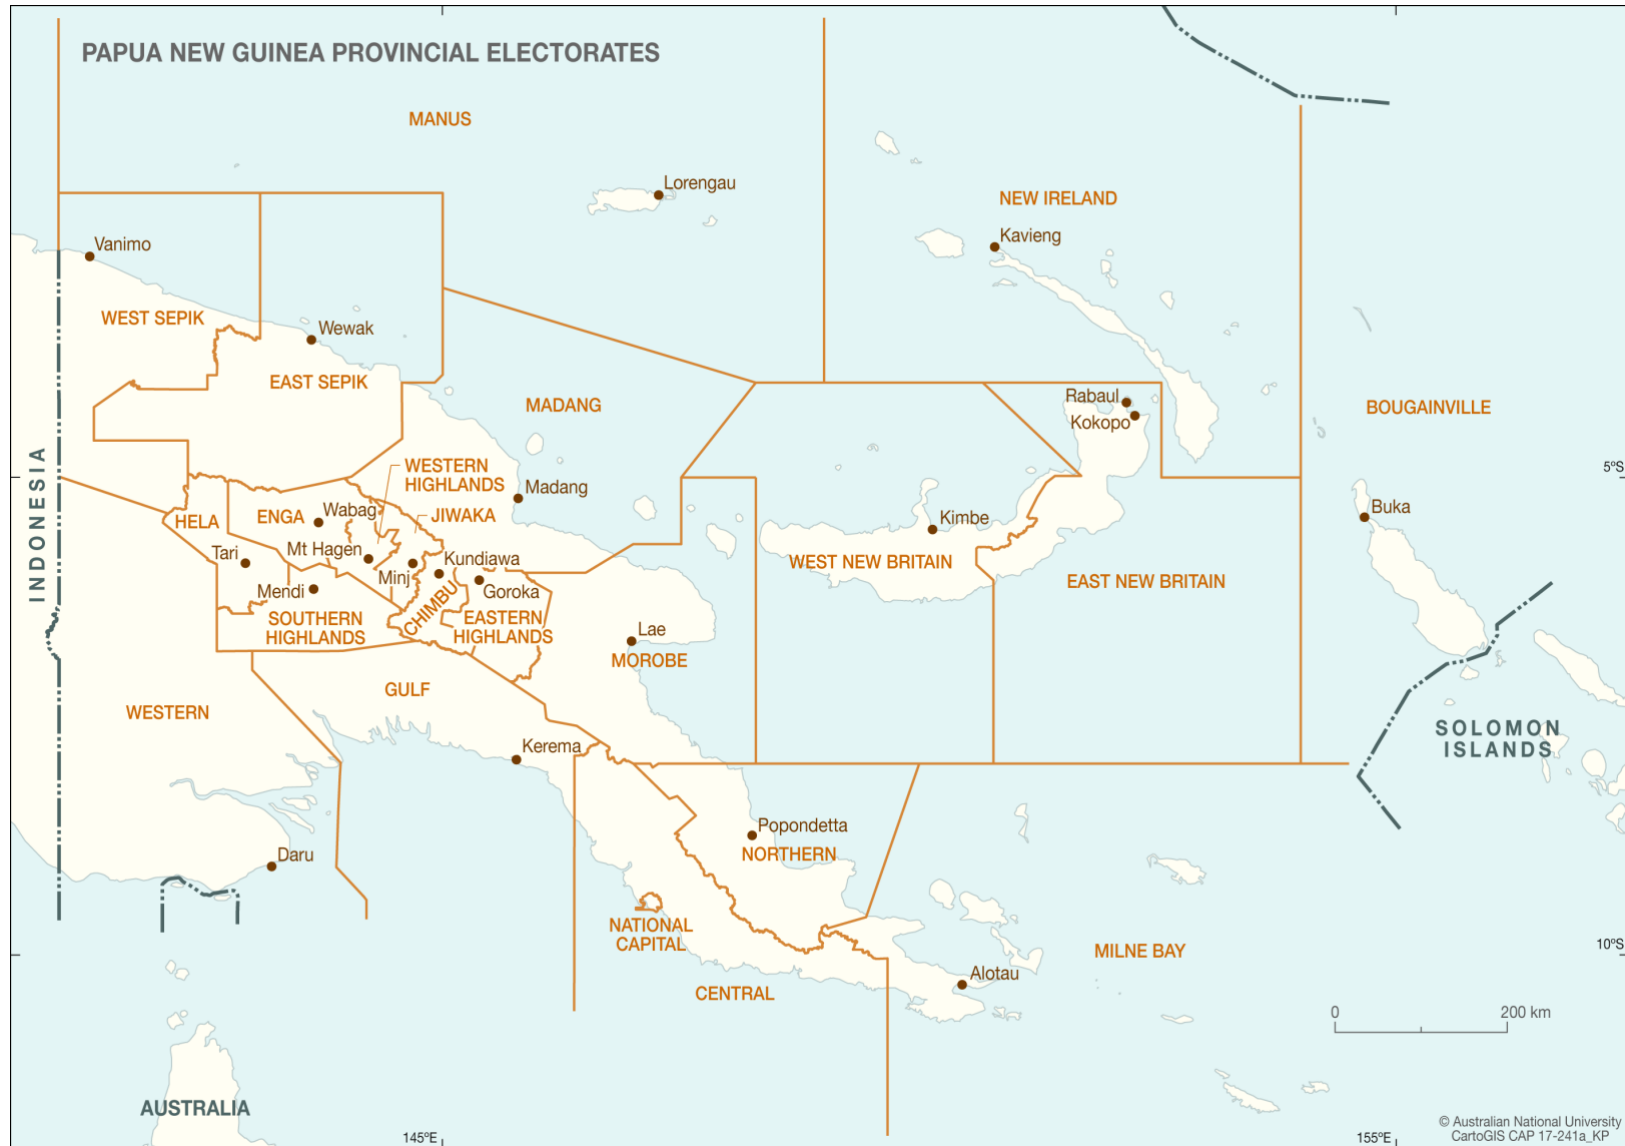 PAPUA NEW GUINEA PROVINCIAL ELECTORATES
MANUS
Lorengau
NEW IRELAND
Kavieng
Vanimo
WEST SEPIK
Wewak
EAST SEPIK
MADANG
Rabaul
Kokopo
BOUGAINVILLE
INDONESIA
WESTERN
HIGHLANDS
5°S
Madang
Buka
HELA
ENGA
Wabag
JIWAKA
Kimbe
Tari
Mt Hagen
Minj
Kundiawa
WEST NEW BRITAIN
EAST NEW BRITAIN
Mendi
Goroka
CHIMBU
SOUTHERN
HIGHLANDS
EASTERN
HIGHLANDS
Lae
MOROBE
GULF
WESTERN
SOLOMON
ISLANDS
Kerema
Popondetta
NORTHERN
Daru
NATIONAL
CAPITAL
MILNE BAY
10°S
Alotau
CENTRAL
0 200 km
AUSTRALIA
145°E
155°E
© Australian National University
CartoGIS CAP 17-241a_KP